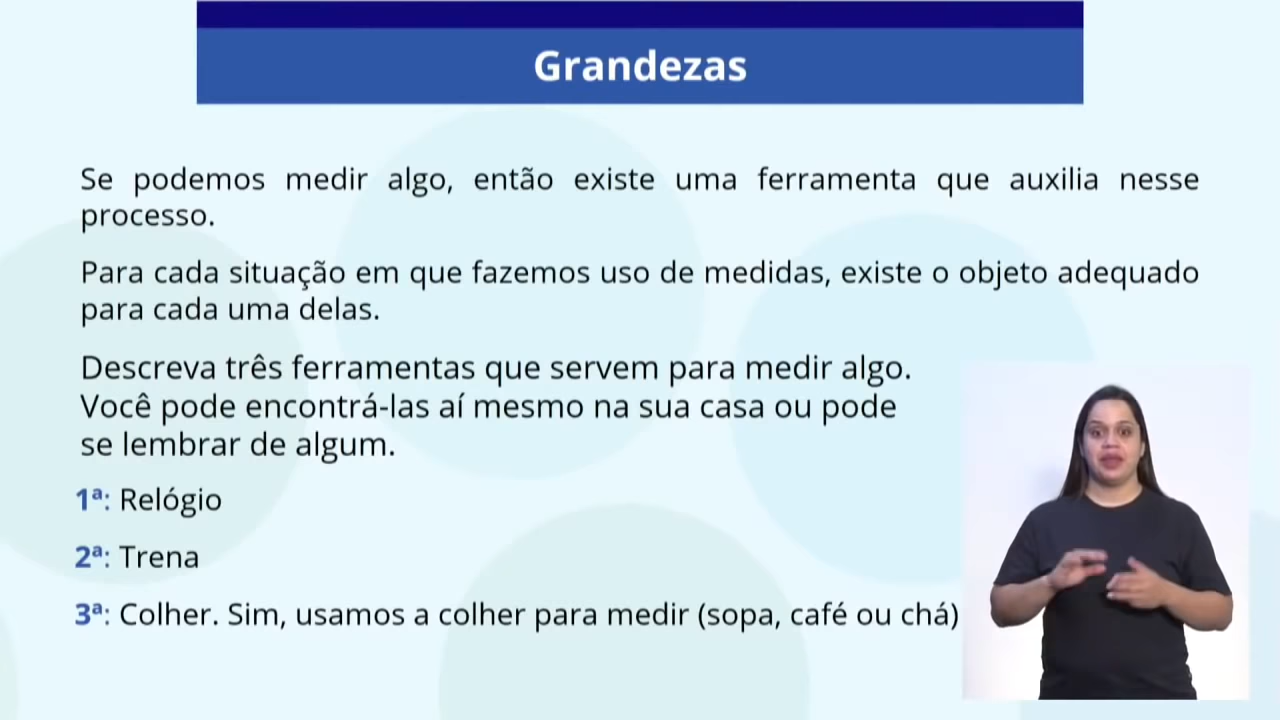 Grandezas
Se podemos medir algo, então existe uma ferramenta que auxilia nesse
processo.
Para cada situação em que fazemos uso de medidas, existe o objeto adequado
para cada uma delas.
Descreva três ferramentas que servem para medir algo.
Você pode encontrá-las aí mesmo na sua casa ou pode
se lembrar de algum.
1ª: Relógio
2ª: Trena
3ª: Colher. Sim, usamos a colher para medir (sopa, café ou chá)